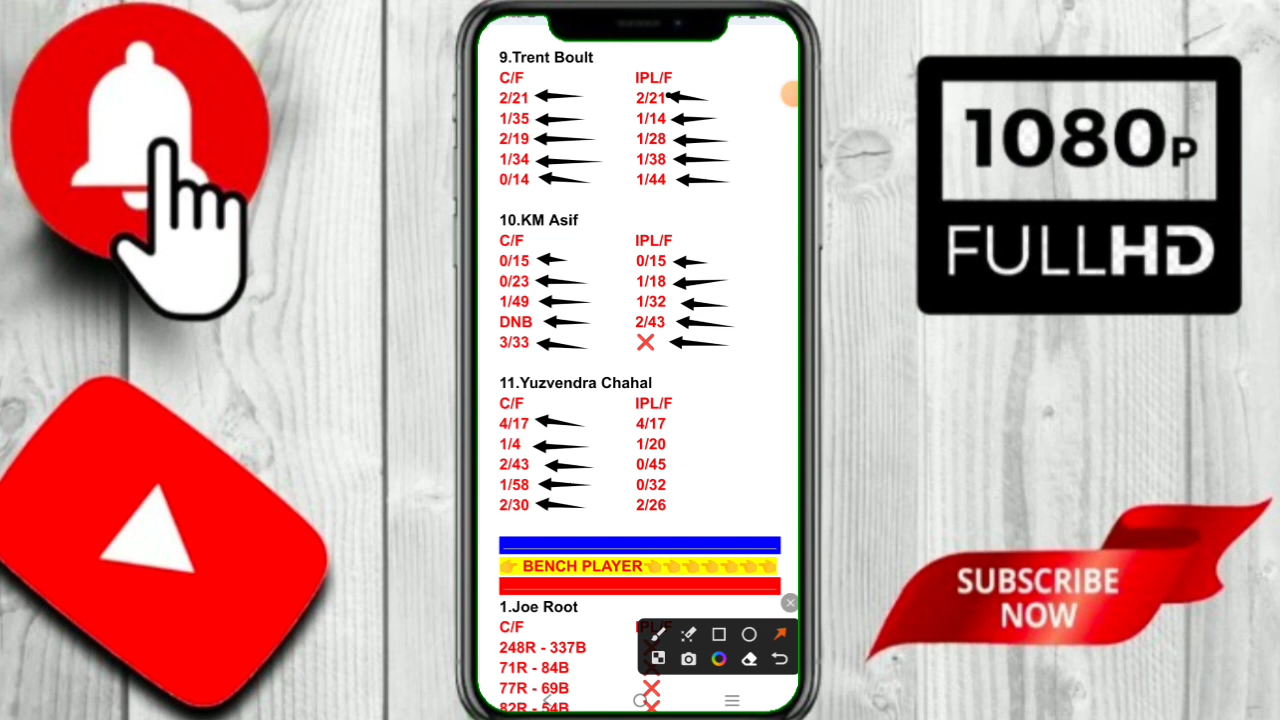 9.Trent Boult
C/F IPL/F
2/21 2/21
1/35 1/14
2/19 1/28
1/34 1/38
0/14 1/44
10.KM Asif
C/F IPL/F
0/15 0/15
0/23 1/18
1/49 1/32
DNB 2/43
3/33 ❌
11.Yuzvendra Chahal
C/F IPL/F
4/17 4/17
1/4 1/20
2/43 0/45
1/58 0/32
2/30 2/26
👉 BENCH PLAYER👈👈👈👈👈👈👈
1.Joe Root
C/F IPL/F
248R - 337B
71R - 84B
77R - 69B ❌
82R - 54B ❌
1080P
FULLHD
SUBSCRIBE
NOW